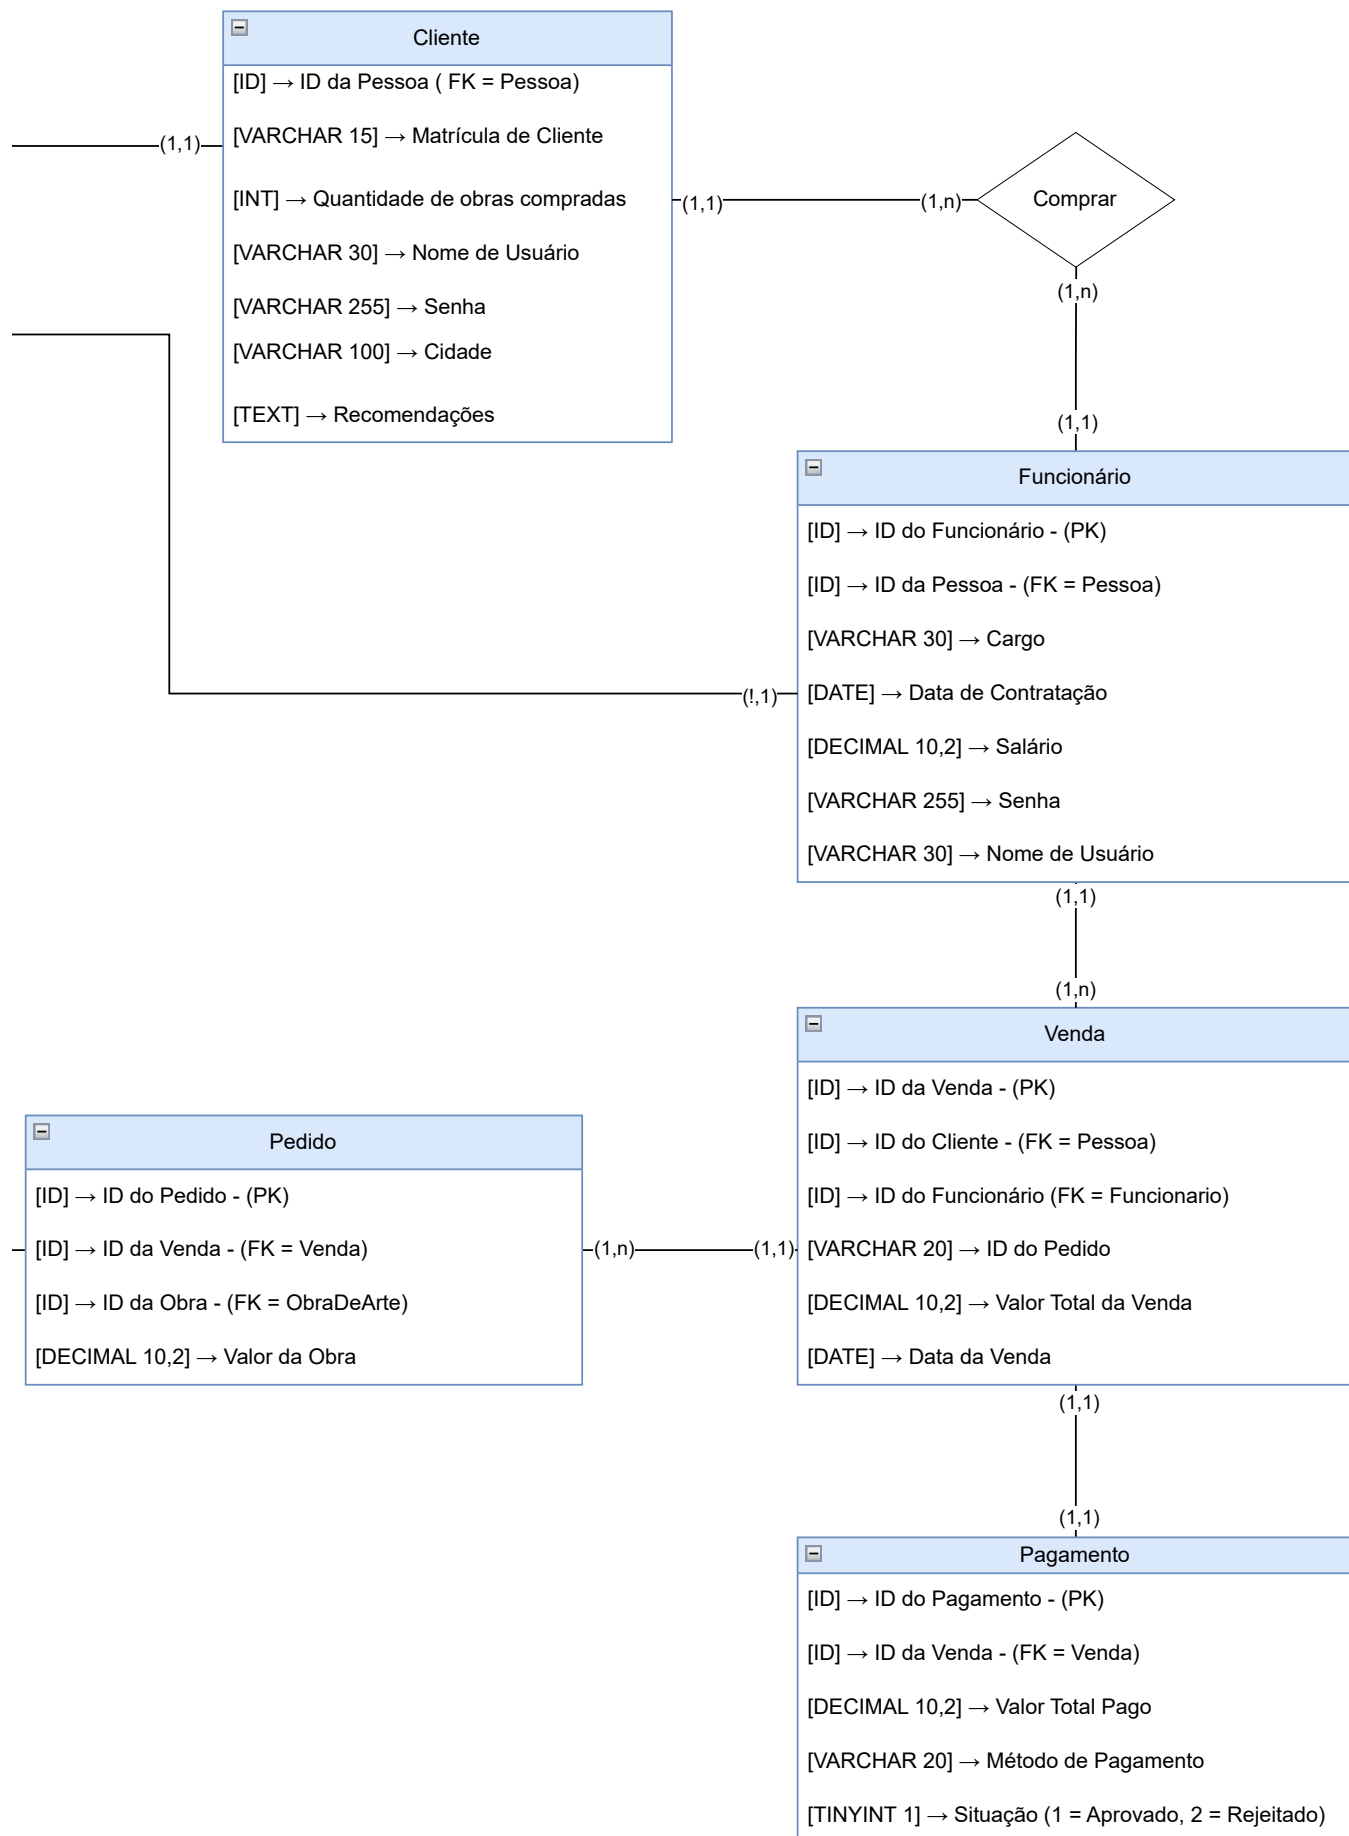 Cliente
[ID] → ID da Pessoa ( FK = Pessoa)
(1,1)
[VARCHAR 15] → Matrícula de Cliente
[INT] → Quantidade de obras compradas
(1,1)
(1,n)
Comprar
[VARCHAR 30] → Nome de Usuário
[VARCHAR 255] → Senha
[VARCHAR 100] → Cidade
[TEXT] → Recomendações
(1,n)
(1,1)
Funcionário
[ID] → ID do Funcionário - (PK)
[ID] → ID da Pessoa - (FK = Pessoa)
[VARCHAR 30] → Cargo
(!,1)
[DATE] → Data de Contratação
[DECIMAL 10,2] → Salário
[VARCHAR 255] → Senha
[VARCHAR 30] → Nome de Usuário
(1,1)
(1,n)
Venda
[ID] → ID da Venda - (PK)
[ID] → ID do Cliente - (FK = Pessoa)
[ID] → ID do Funcionário (FK = Funcionario)
[VARCHAR 20] → ID do Pedido
[DECIMAL 10,2] → Valor Total da Venda
[DATE] → Data da Venda
Pedido
[ID] → ID do Pedido - (PK)
[ID] → ID da Venda - (FK = Venda)
(1,n)
(1,1)
[ID] → ID da Obra - (FK = ObraDeArte)
[DECIMAL 10,2] → Valor da Obra
(1,1)
(1,1)
Pagamento
[ID] → ID do Pagamento - (PK)
[ID] → ID da Venda - (FK = Venda)
[DECIMAL 10,2] → Valor Total Pago
[VARCHAR 20] → Método de Pagamento
[TINYINT 1] → Situação (1 = Aprovado, 2 = Rejeitado)